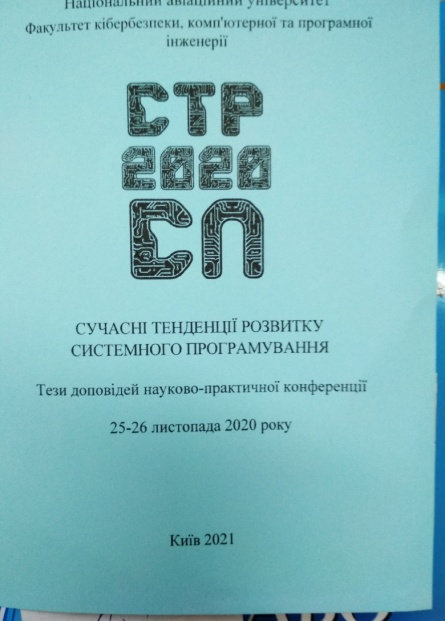 Національний авіаційний університет
Факультет кібербезпеки, комп'ютерної та програмної
інженерії
СТР
2020
СП
СУЧАСНІ ТЕНДЕНЦІЇ РОЗВИТКУ
СИСТЕМНОГО ПРОГРАМУВАННЯ
Тези доповідей науково-практичної конференції
25-26 листопада 2020 року
Київ 2021